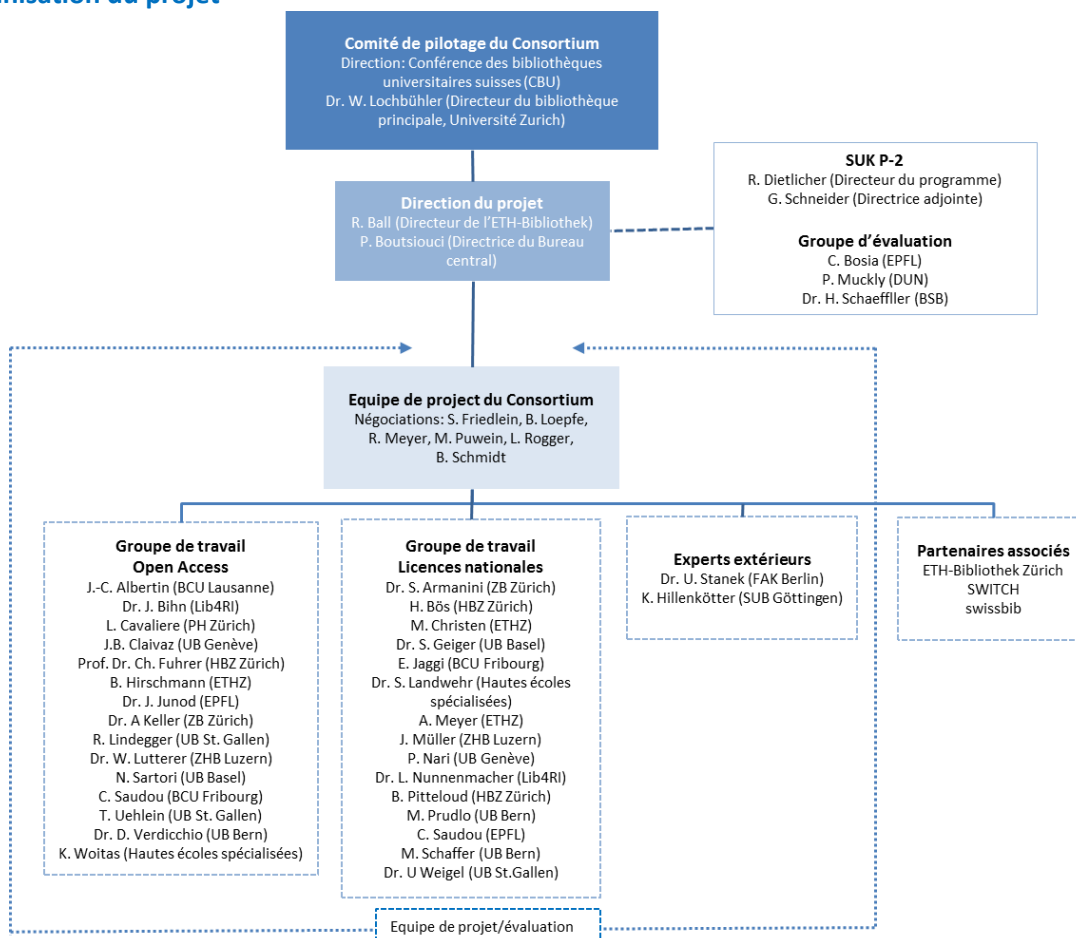 nisation du projet
Comité de pilotage du Consortium
Direction: Conférence des bibliothèques
universitaires suisses (CBU)
Dr. W. Lochbühler (Directeur du bibliothèque
principale, Université Zurich)
SUK P-2
R. Dietlicher (Directeur du programme)
G. Schneider (Directrice adjointe)
Groupe d'évaluation
C. Bosia (EPFL)
P. Muckly (DUN)
Dr. H. Schaeffller (BSB)
Direction du projet
R. Ball (Directeur de l'ETH-Bibliothek)
P. Boutsiouci (Directrice du Bureau
central)
Equipe de project du Consortium
Négociations: S. Friedlein, B. Loepfe,
R. Meyer, M. Puwein, L. Rogger,
B. Schmidt
Groupe de travail
Open Access
J.-C. Albertin (BCU Lausanne)
Dr. J. Bihn (Lib4RI)
L. Cavaliere (PH Zürich)
J.B. Claivaz (UB Genève)
Prof. Dr. Ch. Fuhrer (HBZ Zürich)
B. Hirschmann (ETHZ)
Dr. J. Junod (EPFL)
Dr. A Keller (ZB Zürich)
R. Lindegger (UB St. Gallen)
Dr. W. Lutterer (ZHB Luzern)
N. Sartori (UB Basel)
C. Saudou (BCU Fribourg)
T. Uehlein (UB St. Gallen)
Dr. D. Verdicchio (UB Bern)
K. Woitas (Hautes écoles spécialisées)
Groupe de travail
Licences nationales
Dr. S. Armanini (ZB Zürich)
H. Bös (HBZ Zürich)
M. Christen (ETHZ)
Dr. S. Geiger (UB Basel)
E. Jaggi (BCU Fribourg)
Dr. S. Landwehr (Hautes écoles
spécialisées)
A. Meyer (ETHZ)
J. Müller (ZHB Luzern)
P. Nari (UB Genève)
Dr. L. Nunnenmacher (Lib4RI)
B. Pitteloud (HBZ Zürich)
M. Prudlo (UB Bern)
C. Saudou (EPFL)
M. Schaffer (UB Bern)
Dr. U Weigel (UB St.Gallen)
Experts extérieurs
Dr. U. Stanek (FAK Berlin)
K. Hillenkötter (SUB Göttingen)
Partenaires associés
ETH-Bibliothek Zürich
SWITCH
swissbib
Equipe de projet/évaluation